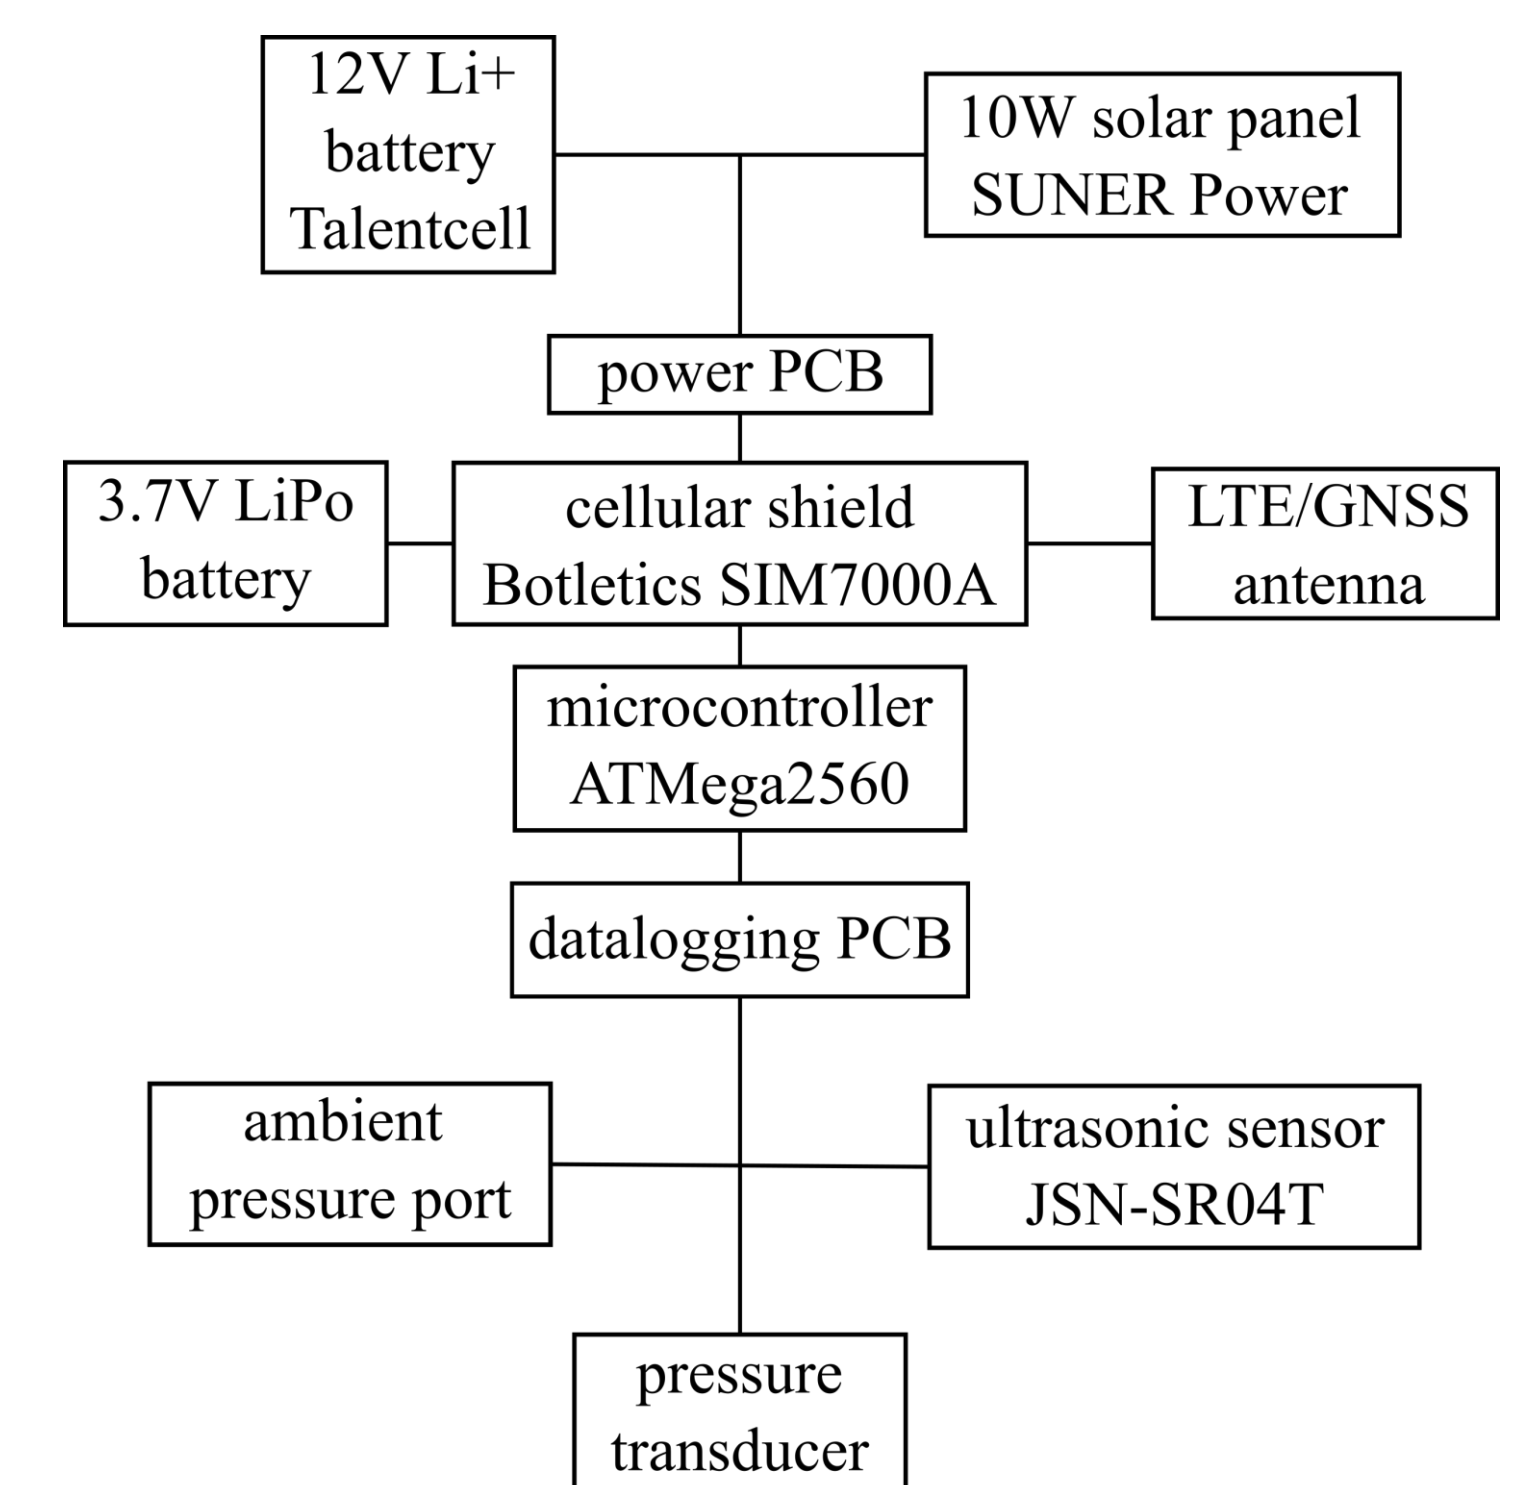 12V Li+
battery
Talentcell
10W solar panel
SUNER Power
power PCB
3.7V LiPo
battery
cellular shield
Botletics SIM7000A
LTE/GNSS
antenna
microcontroller
ATMega2560
datalogging PCB
ambient
pressure port
ultrasonic sensor
JSN-SR04T
pressure
transducer